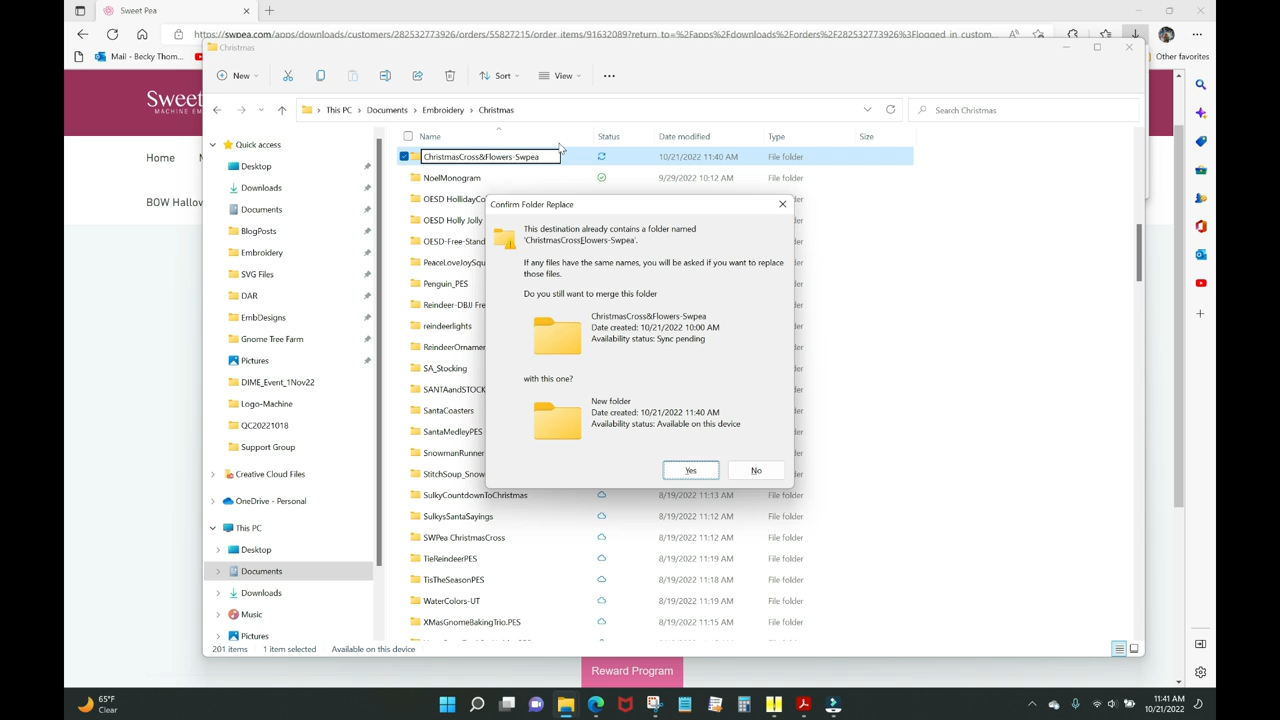 Sweet Pea
https://swpea.com/apps/downloads/customers/282532773926/orders/55827215/order_items/91632089?return_to=%2Fapps%2Fdownloads%2Forders%2F282532773926%3Flogged_in_custom...
Mail - Becky Thom...
Other favorites
Sweet
MACHINE EM
Home
BOW Hallow
Christmas
New
Sort
View
This PC > Documents > Embroidery > Christmas
Search Christmas
Name Status Date modified Type Size
Quick access
Desktop
Downloads
Documents
BlogPosts
Embroidery
SVG Files
DAR
EmbDesigns
Gnome Tree Farm
Pictures
DIME_Event_1Nov22
Logo-Machine
QC20221018
Support Group
Creative Cloud Files
OneDrive - Personal
This PC
Desktop
Documents
Downloads
Music
Pictures
ChristmasCross&Flowers-Swpea 10/21/2022 11:40 AM File folder
NoelMonogram 9/29/2022 10:12 AM File folder
OESD HollidayCo
OESD Holly Jolly
OESD-Free-Stand
PeaceLoveJoySqu
Penguin_PES
Reindeer-DBJJ Fre
reindeerlights
ReindeerOrnamen
SA_Stocking
SANTAandSTOCK
SantaCoasters
SantaMedleyPES
SnowmanRunner
StitchSoup_Snow
SulkyCountdownToChristmas 8/19/2022 11:13 AM File folder
SulkysSantaSayings 8/19/2022 11:12 AM File folder
SWPea ChristmasCross 8/19/2022 11:12 AM File folder
TieReindeerPES 8/19/2022 11:19 AM File folder
TisTheSeasonPES 8/19/2022 11:18 AM File folder
WaterColors-UT 8/19/2022 11:19 AM File folder
XMasGnomeBakingTrio.PES 8/19/2022 11:15 AM File folder
Confirm Folder Replace
This destination already contains a folder named
'ChristmasCrossFlowers-Swpea'.
If any files have the same names, you will be asked if you want to replace
those files.
Do you still want to merge this folder
ChristmasCross&Flowers-Swpea
Date created: 10/21/2022 10:00 AM
Availability status: Sync pending
with this one?
New folder
Date created: 10/21/2022 11:40 AM
Availability status: Available on this device
Yes No
201 items 1 item selected Available on this device
Reward Program
65°F
Clear
11:41 AM
10/21/2022